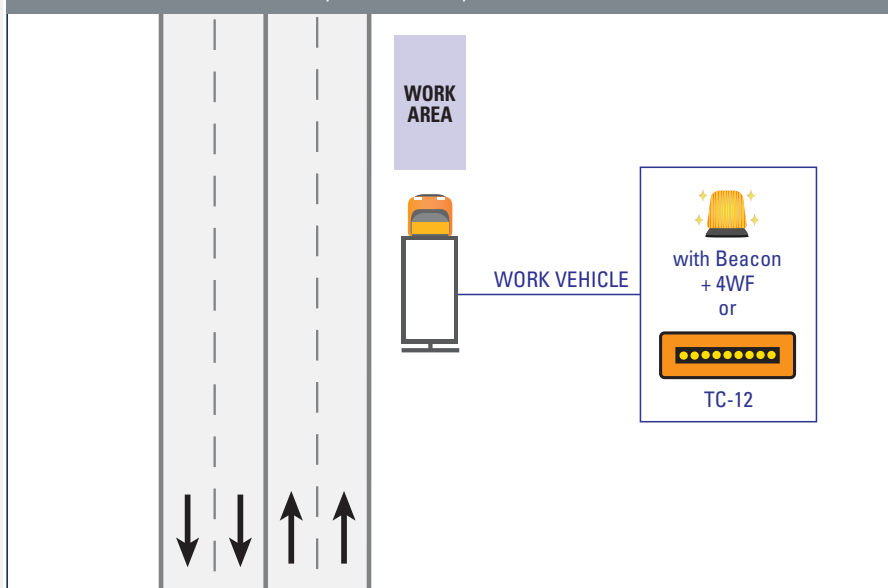 WORK
AREA
WORK VEHICLE
with Beacon
+ 4WF
or
TC-12